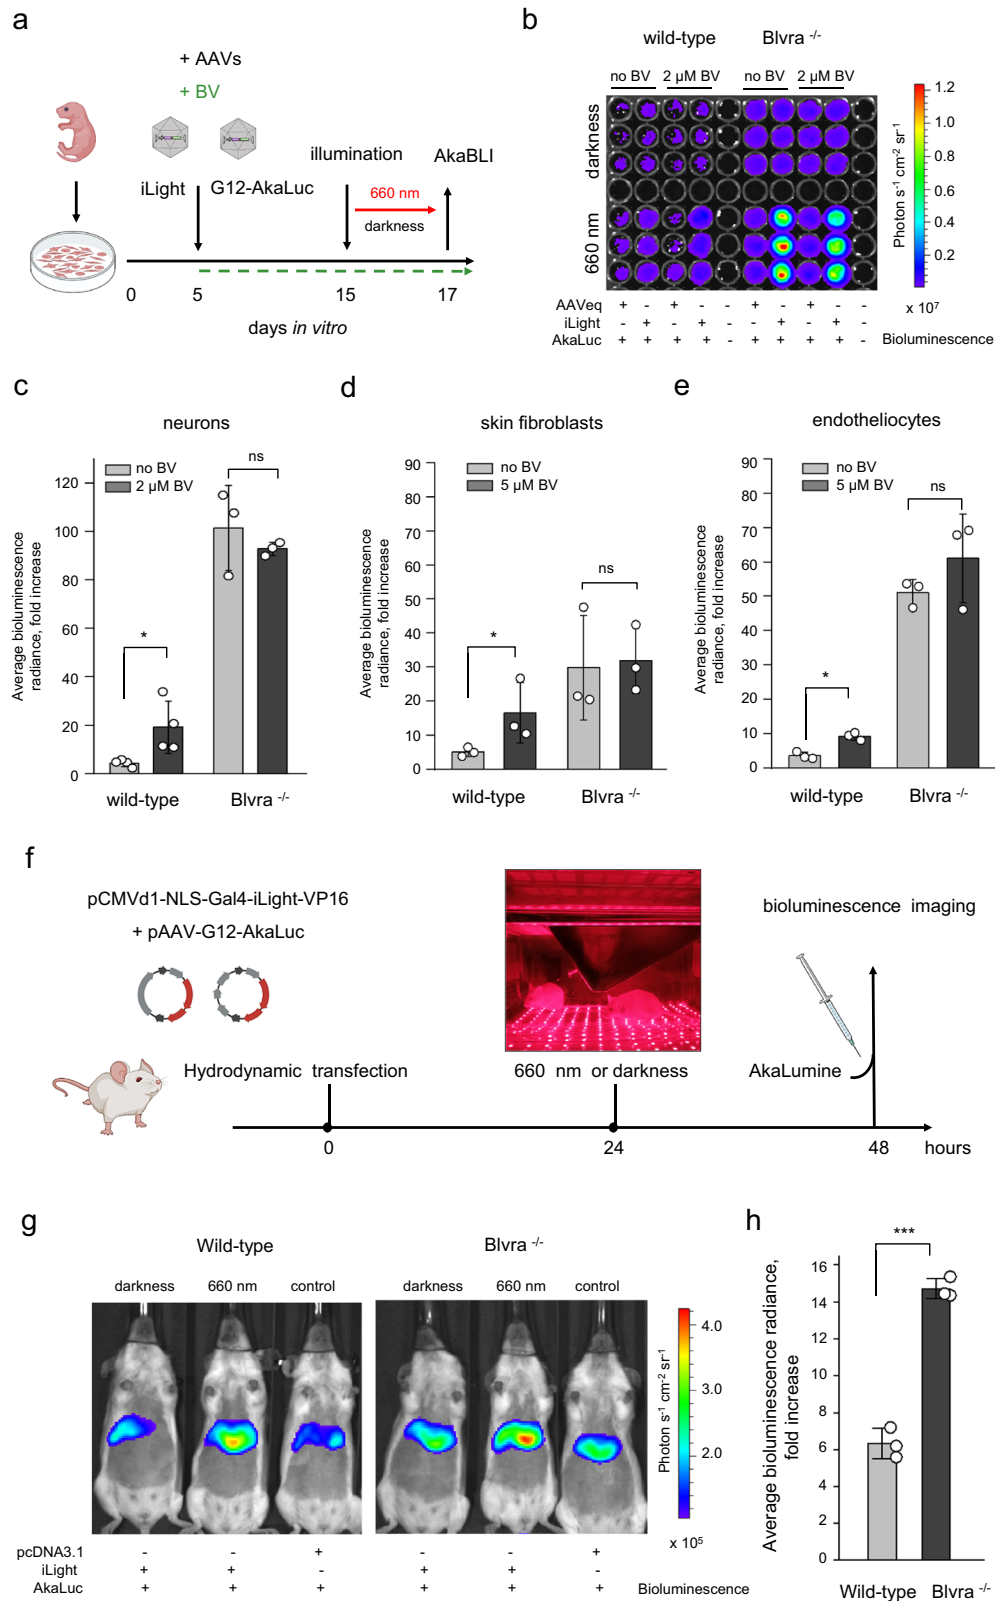 a
+ AAVs
+ BV
illumination
AkaBLI
iLight
G12-AkaLuc
660 nm
darkness
0
5
15
17
days in vitro
b
wild-type
Blvra -/-
no BV
2 µM BV
no BV
2 µM BV
darkness
660 nm
1.2
1.0
0.8
0.6
0.4
0.2
Photon s-1 cm-2 sr-1
x 10⁷
AAVeq + - + - - + - + - -
iLight - + - + - - + - + -
AkaLuc + + + + - + + + + -
Bioluminescence
c
neurons
no BV
2 µM BV
ns
*
Average bioluminescence
radiance, fold increase
120
100
80
60
40
20
0
wild-type
Blvra -/-
d
skin fibroblasts
no BV
5 µM BV
ns
*
Average bioluminescence
radiance, fold increase
90
80
70
60
50
40
30
20
10
0
wild-type
Blvra -/-
e
endotheliocytes
no BV
5 µM BV
ns
*
Average bioluminescence
radiance, fold increase
90
80
70
60
50
40
30
20
10
0
wild-type
Blvra -/-
f
pCMVd1-NLS-Gal4-iLight-VP16
+ pAAV-G12-AkaLuc
bioluminescence imaging
Hydrodynamic transfection
660 nm or darkness
AkaLumine
0
24
48
hours
g
Wild-type
Blvra -/-
darkness
660 nm
control
darkness
660 nm
control
4.0
3.0
2.0
Photon s-1 cm-2 sr-1
x 10⁵
pcDNA3.1 - - + - - +
iLight + + - + + -
AkaLuc + + + + + +
Bioluminescence
h
***
Average bioluminescence radiance,
fold increase
16
14
12
10
8
6
4
2
0
Wild-type
Blvra -/-